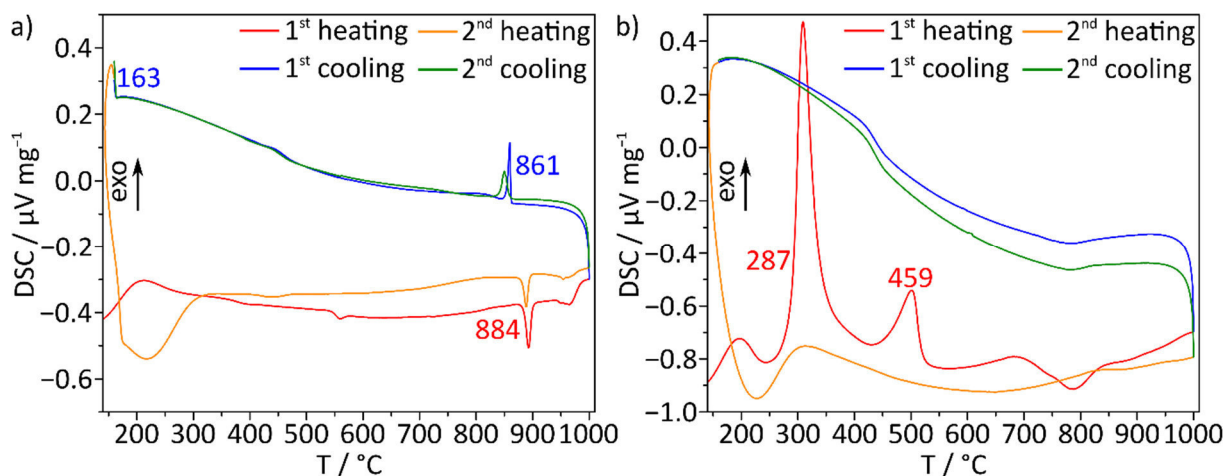 a)
1st heating 2nd heating
1st cooling 2nd cooling
163
861
884
exo
DSC / µV mg−1
0.4
0.2
0.0
−0.2
−0.4
−0.6
200 300 400 500 600 700 800 900 1000
T / °C
b)
1st heating 2nd heating
1st cooling 2nd cooling
287
459
exo
DSC / µV mg−1
0.4
0.2
0.0
−0.2
−0.4
−0.6
−0.8
−1.0
200 300 400 500 600 700 800 900 1000
T / °C